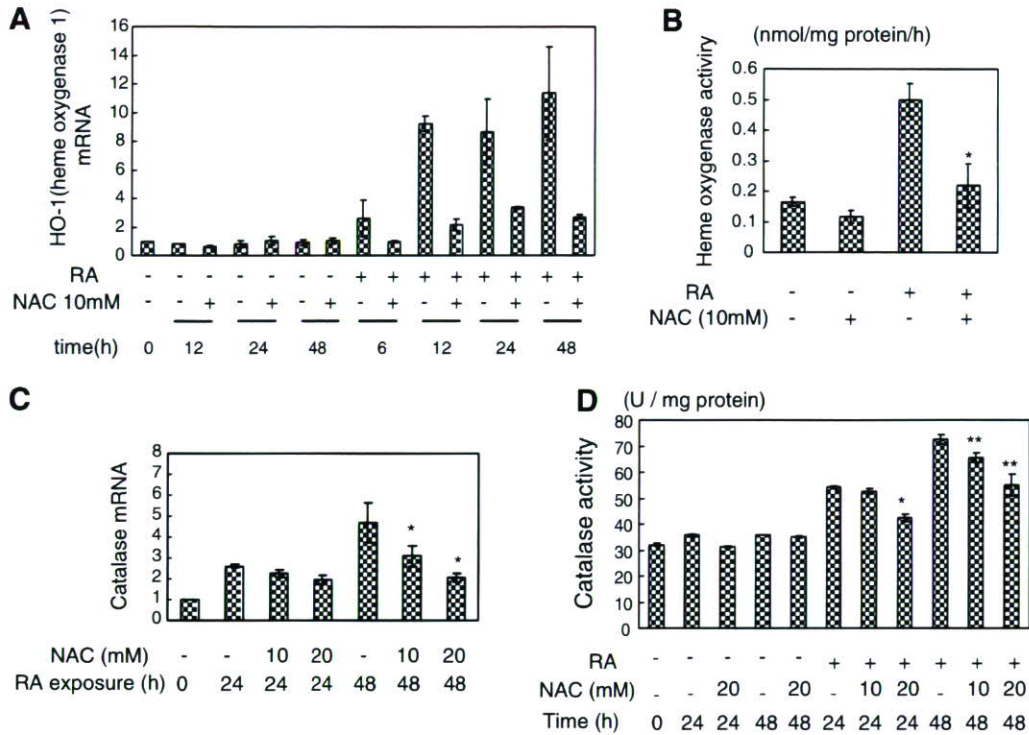 A
HO-1(heme oxygenase 1)
mRNA
16
14
12
10
8
6
4
2
0
RA - - - - - - - + + + + + + + +
NAC 10mM - - + - + - + - + - + - + - +
time(h) 0 12 24 48 6 12 24 48
B
(nmol/mg protein/h)
Heme oxygenase activiry
0.6
0.5
0.4
0.3
0.2
0.1
0
*
RA - - + +
NAC (10mM) - + - +
C
Catalase mRNA
8
7
6
5
4
3
2
1
0
* *
NAC (mM) - - 10 20 - 10 20
RA exposure (h) 0 24 24 24 48 48 48
D
(U / mg protein)
Catalase activity
80
70
60
50
40
30
20
10
0
* ** **
RA - - - - - + + + + + +
NAC (mM) - - 20 - 20 - 10 20 - 10 20
Time (h) 0 24 24 48 48 24 24 24 48 48 48